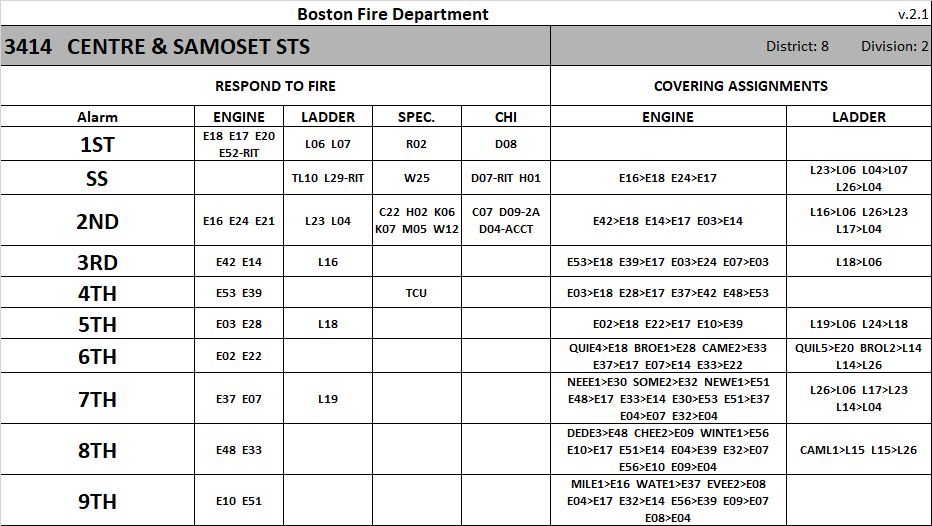 Boston Fire Department v.2.1
3414 CENTRE & SAMOSET STS District: 8 Division: 2
RESPOND TO FIRE COVERING ASSIGNMENTS
Alarm ENGINE LADDER SPEC. CHI ENGINE LADDER
1ST
E18 E17 E20
E52-RIT
L06 L07
R02
D08
SS
TL10 L29-RIT
W25
D07-RIT H01
E16>E18 E24>E17
L23>L06 L04>L07
L26>L04
2ND
E16 E24 E21
L23 L04
C22 H02 K06
K07 M05 W12
C07 D09-2A
D04-ACCT
E42>E18 E14>E17 E03>E14
L16>L06 L26>L23
L17>L04
3RD
E42 E14
L16
E53>E18 E39>E17 E03>E24 E07>E03
L18>L06
4TH
E53 E39
TCU
E03>E18 E28>E17 E37>E42 E48>E53
5TH
E03 E28
L18
E02>E18 E22>E17 E10>E39
L19>L06 L24>L18
6TH
E02 E22
QUIE4>E18 BROE1>E28 CAME2>E33
E37>E17 E07>E14 E33>E22
QUIL5>E20 BROL2>L14
L14>L26
7TH
E37 E07
L19
NEEE1>E30 SOME2>E32 NEWE1>E51
E48>E17 E33>E14 E30>E53 E51>E37
E04>E07 E32>E04
L26>L06 L17>L23
L14>L04
8TH
E48 E33
DEDE3>E48 CHEE2>E09 WINTE1>E56
E10>E17 E51>E14 E04>E39 E32>E07
E56>E10 E09>E04
CAML1>L15 L15>L26
9TH
E10 E51
MILE1>E16 WATE1>E37 EVEE2>E08
E04>E17 E32>E14 E56>E39 E09>E07
E08>E04